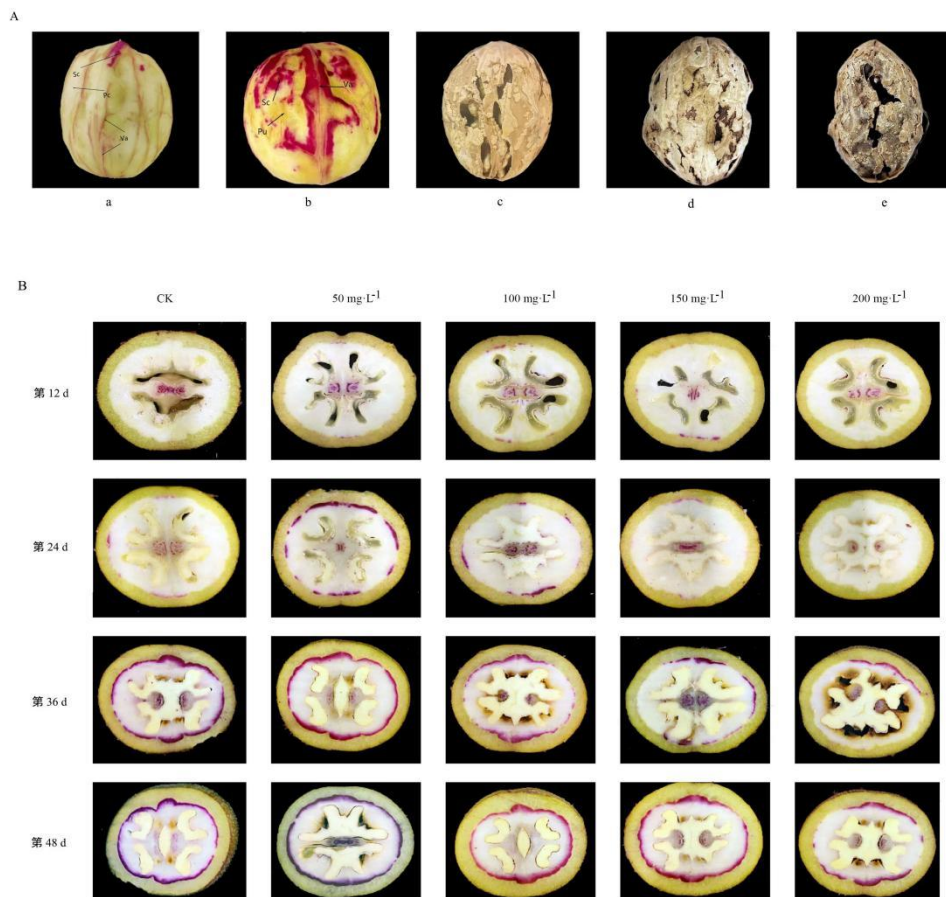 A
Sc
Pc
Va
Va
Sc
Pu
a
b
c
d
e
B
CK
50 mg·L⁻¹
100 mg·L⁻¹
150 mg·L⁻¹
200 mg·L⁻¹
第 12 d
第 24 d
第 36 d
第 48 d